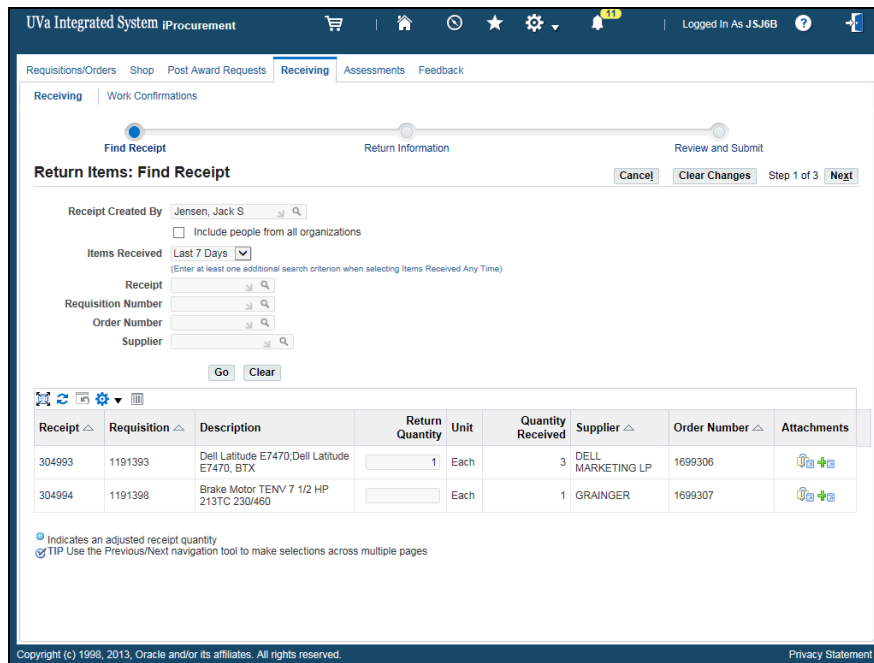 UVa Integrated System iProcurement
11
Logged In As JSJ6B
?
Requisitions/Orders Shop Post Award Requests Receiving Assessments Feedback
Receiving Work Confirmations
Find Receipt Return Information Review and Submit
Return Items: Find Receipt
Cancel Clear Changes Step 1 of 3 Next
Receipt Created By Jensen, Jack S
Include people from all organizations
Items Received Last 7 Days
(Enter at least one additional search criterion when selecting Items Received Any Time)
Receipt
Requisition Number
Order Number
Supplier
Go Clear
Receipt Requisition Description Return Quantity Unit Quantity Received Supplier Order Number Attachments
304993 1191393 Dell Latitude E7470;Dell Latitude E7470, BTX 1 Each 3 DELL MARKETING LP 1699306
304994 1191398 Brake Motor TENV 7 1/2 HP 213TC 230/460 Each 1 GRAINGER 1699307
Indicates an adjusted receipt quantity
TIP Use the Previous/Next navigation tool to make selections across multiple pages
Copyright (c) 1998, 2013, Oracle and/or its affiliates. All rights reserved. Privacy Statement